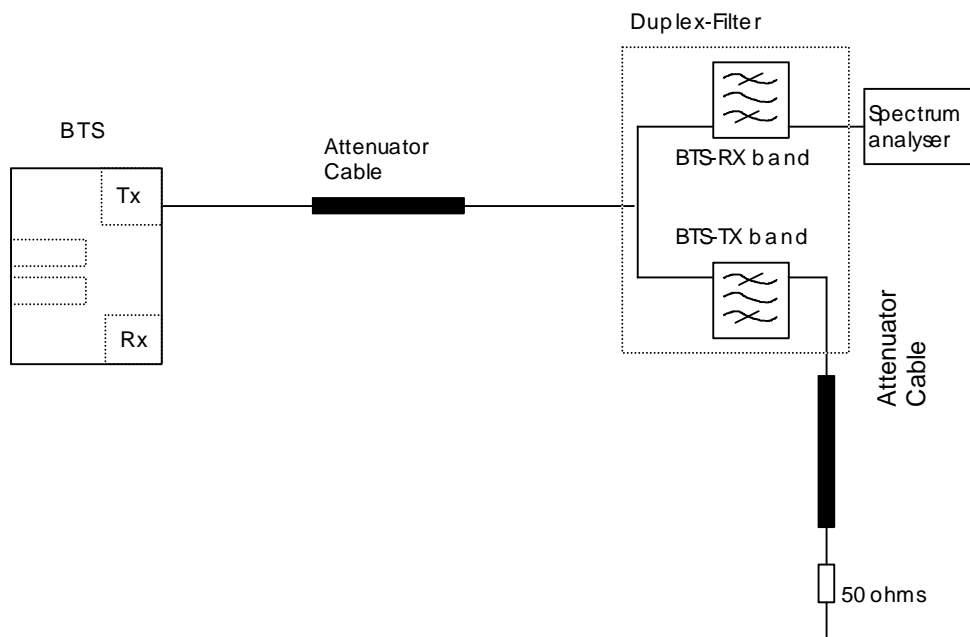 Duplex-Filter
BTS
Spectrum
analyser
Attenuator
Cable
BTS-RX band
Tx
BTS-TX band
Rx
Attenuator
Cable
50 ohms